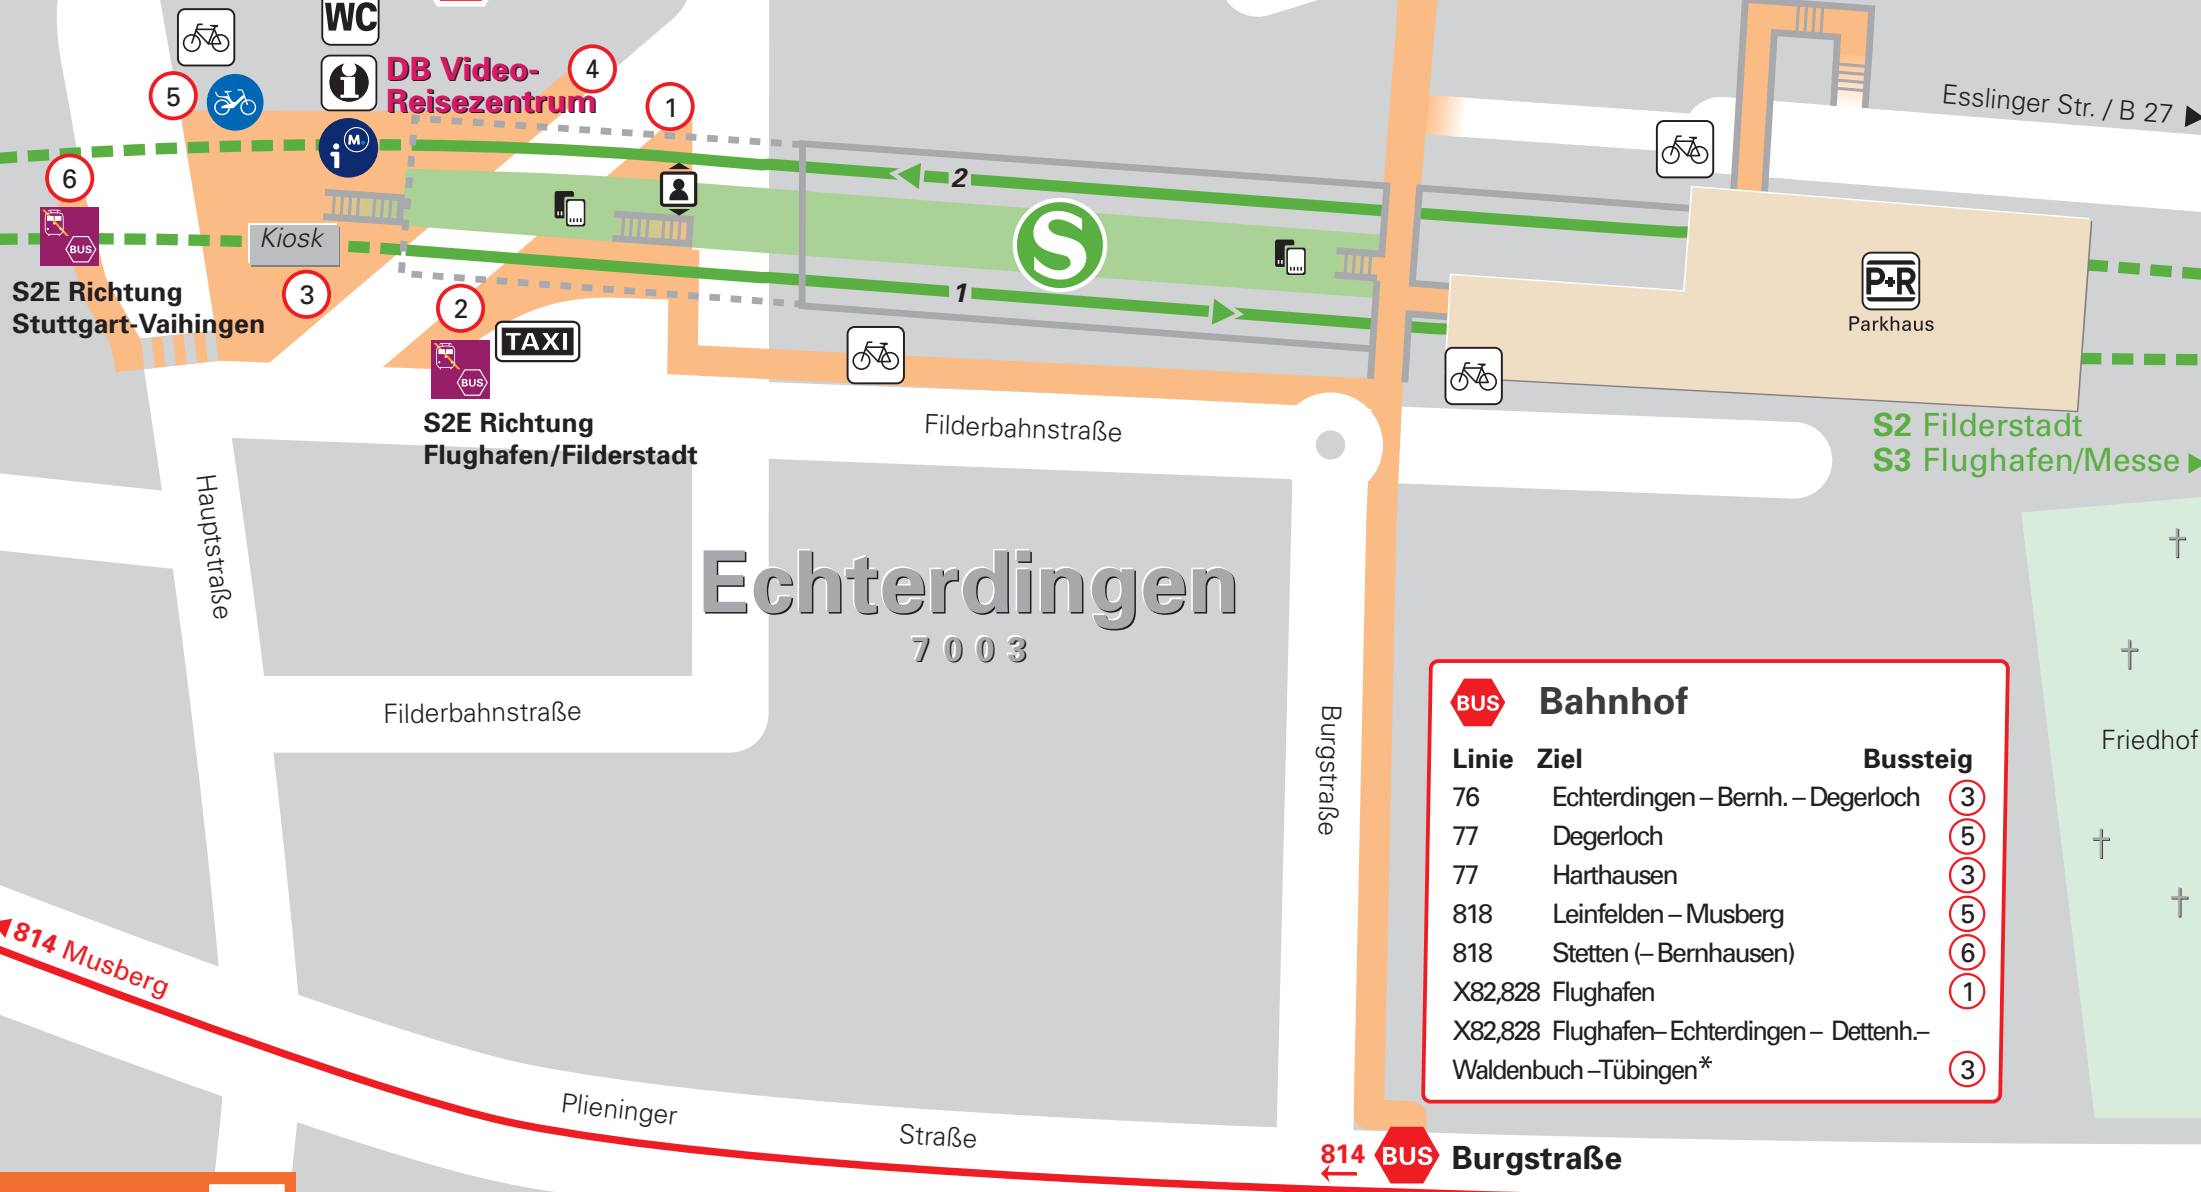 WC
DB Video-
Reisezentrum
4
1
5
i
i M
6
BUS
S2E Richtung
Stuttgart-Vaihingen
Kiosk
3
2
TAXI
BUS
S2E Richtung
Flughafen/Filderstadt
2
S
1
Esslinger Str. / B 27
P+R
Parkhaus
S2 Filderstadt
S3 Flughafen/Messe
Filderbahnstraße
Hauptstraße
Echterdingen
7003
Filderbahnstraße
Burgstraße
Friedhof
BUS Bahnhof
Linie Ziel Bussteig
76 Echterdingen – Bernh. – Degerloch 3
77 Degerloch 5
77 Harthausen 3
818 Leinfelden – Musberg 5
818 Stetten (– Bernhausen) 6
X82,828 Flughafen 1
X82,828 Flughafen– Echterdingen – Dettenh.–
Waldenbuch –Tübingen* 3
814 Musberg
Plieninger Straße
814 BUS Burgstraße